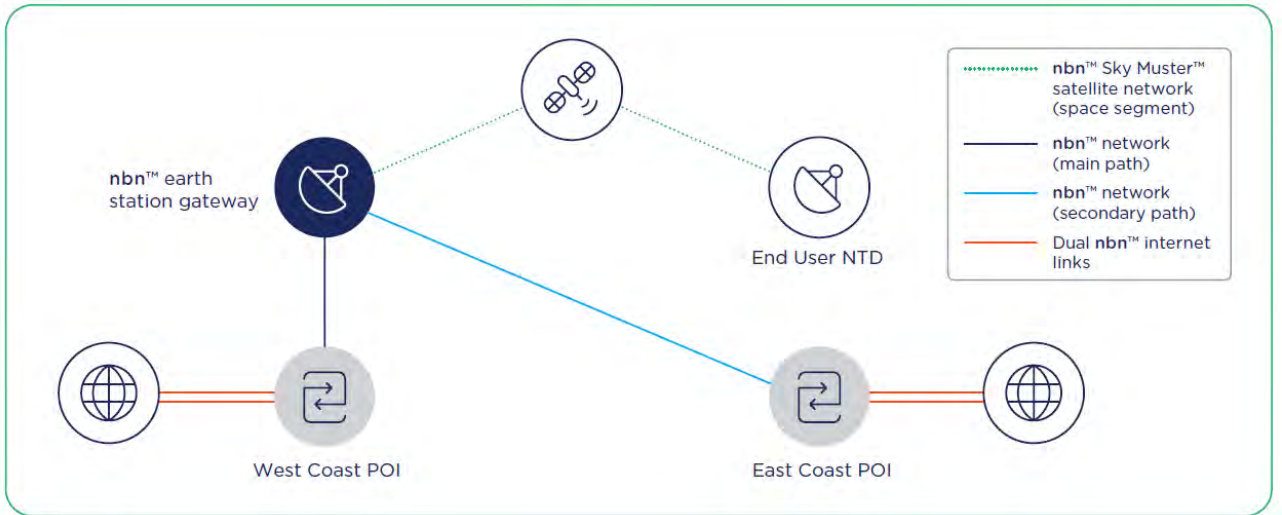 nbn™ earth
station gateway
End User NTD
West Coast POI
East Coast POI
nbn™ Sky Muster™
satellite network
(space segment)
nbn™ network
(main path)
nbn™ network
(secondary path)
Dual nbn™ internet
links